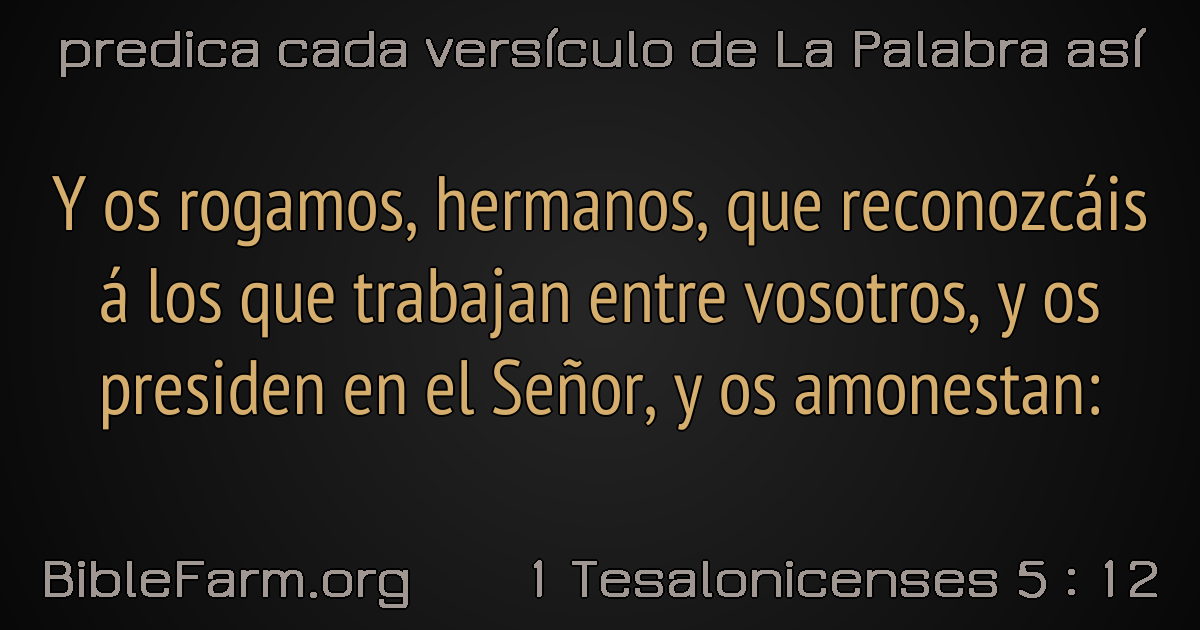 predica cada versículo de La Palabra así
Y os rogamos, hermanos, que reconozcáis
á los que trabajan entre vosotros, y os
presiden en el Señor, y os amonestan:
BibleFarm.org
1 Tesalonicenses 5 : 12